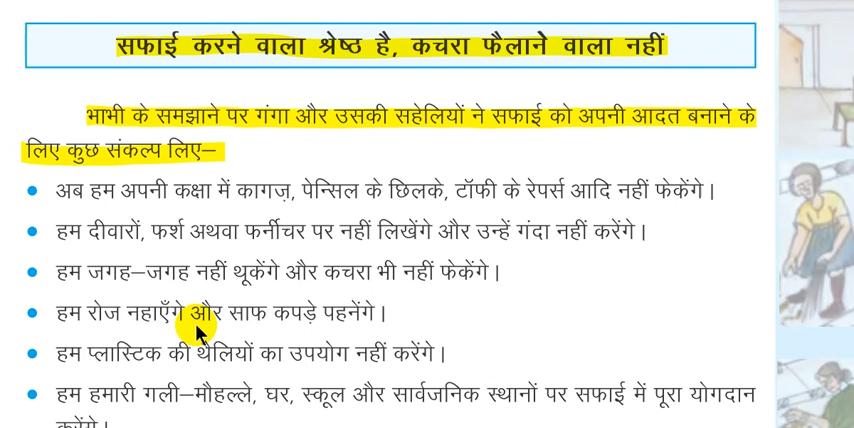 सफाई करने वाला श्रेष्ठ है, कचरा फैलाने वाला नहीं
भाभी के समझाने पर गंगा और उसकी सहेलियों ने सफाई को अपनी आदत बनाने के
लिए कुछ संकल्प लिए–
• अब हम अपनी कक्षा में कागज़, पेन्सिल के छिलके, टॉफी के रेपर्स आदि नहीं फेकेंगे।
• हम दीवारों, फर्श अथवा फर्नीचर पर नहीं लिखेंगे और उन्हें गंदा नहीं करेंगे।
• हम जगह–जगह नहीं थूकेंगे और कचरा भी नहीं फेकेंगे।
• हम रोज नहाएँगे और साफ कपड़े पहनेंगे।
• हम प्लास्टिक की थैलियों का उपयोग नहीं करेंगे।
• हम हमारी गली–मौहल्ले, घर, स्कूल और सार्वजनिक स्थानों पर सफाई में पूरा योगदान
करेंगे।